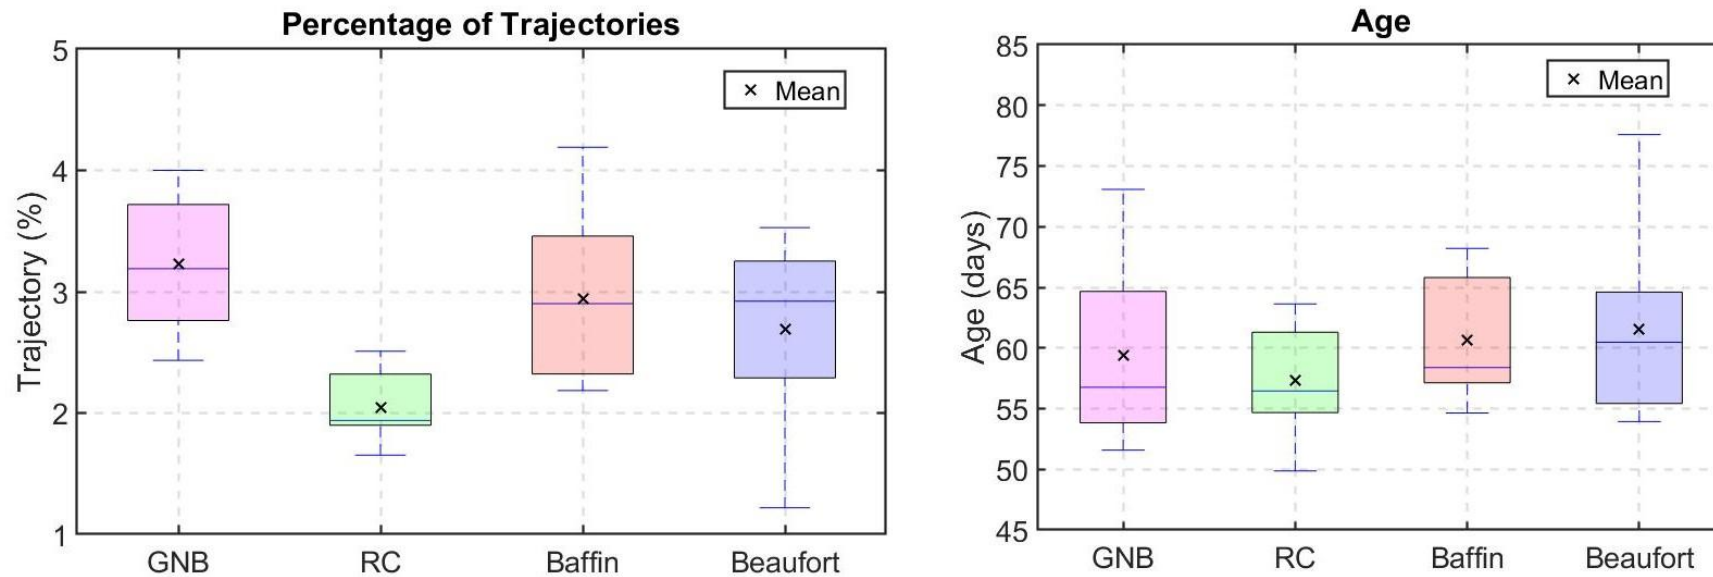 Percentage of Trajectories
5
4
3
2
1
Trajectory (%)
× Mean
GNB RC Baffin Beaufort
Age
85
80
75
70
65
60
55
50
45
Age (days)
× Mean
GNB RC Baffin Beaufort